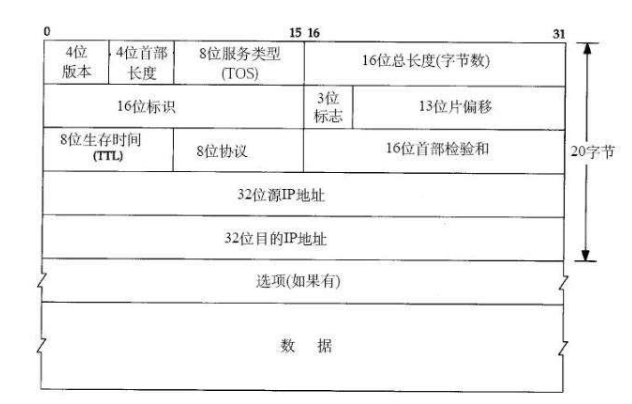 0 15 16 31
4位
版本
4位首部
长度
8位服务类型
(TOS)
16位总长度(字节数)
16位标识
3位
标志
13位片偏移
8位生存时间
(TTL)
8位协议
16位首部检验和
20字节
32位源IP地址
32位目的IP地址
选项(如果有)
数 据